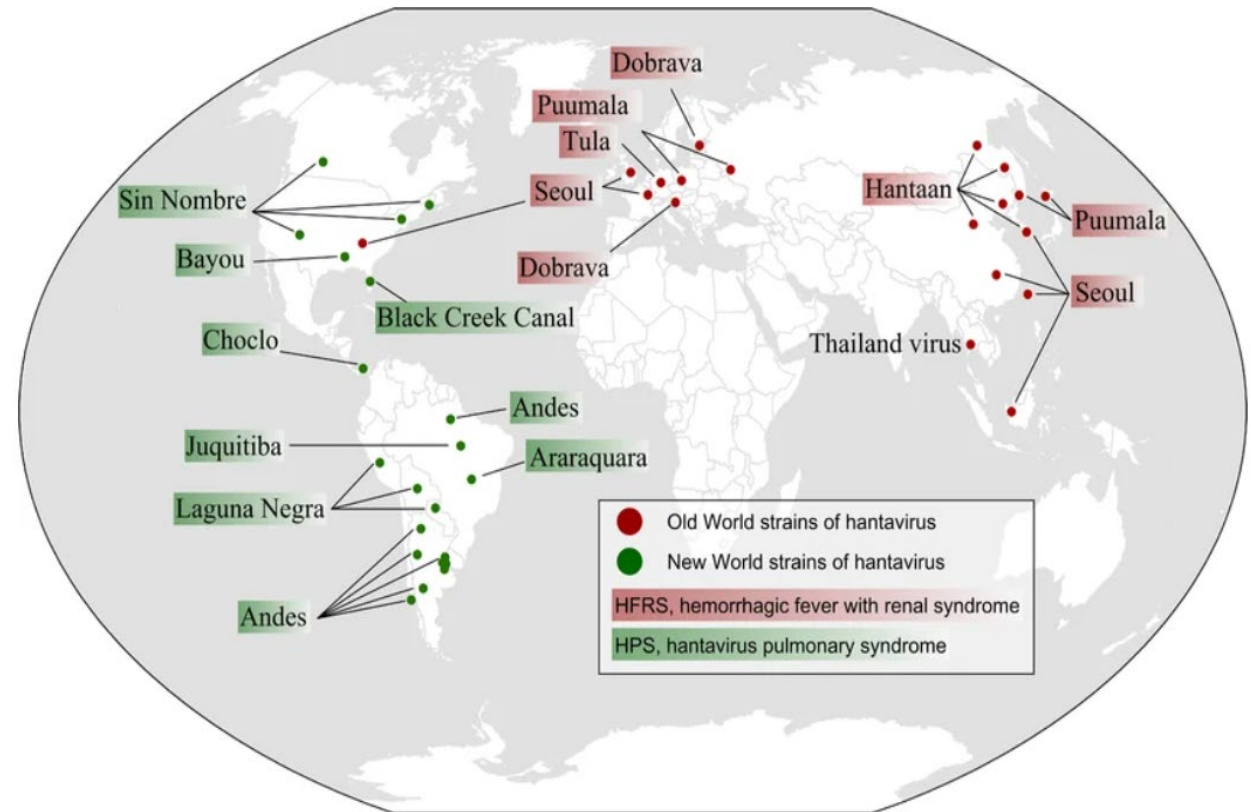 Dobrava
Puumala
Tula
Seoul
Dobrava
Sin Nombre
Bayou
Black Creek Canal
Choclo
Andes
Juquitiba
Araraquara
Laguna Negra
Andes
Hantaan
Puumala
Seoul
Thailand virus
Old World strains of hantavirus
New World strains of hantavirus
HFRS, hemorrhagic fever with renal syndrome
HPS, hantavirus pulmonary syndrome